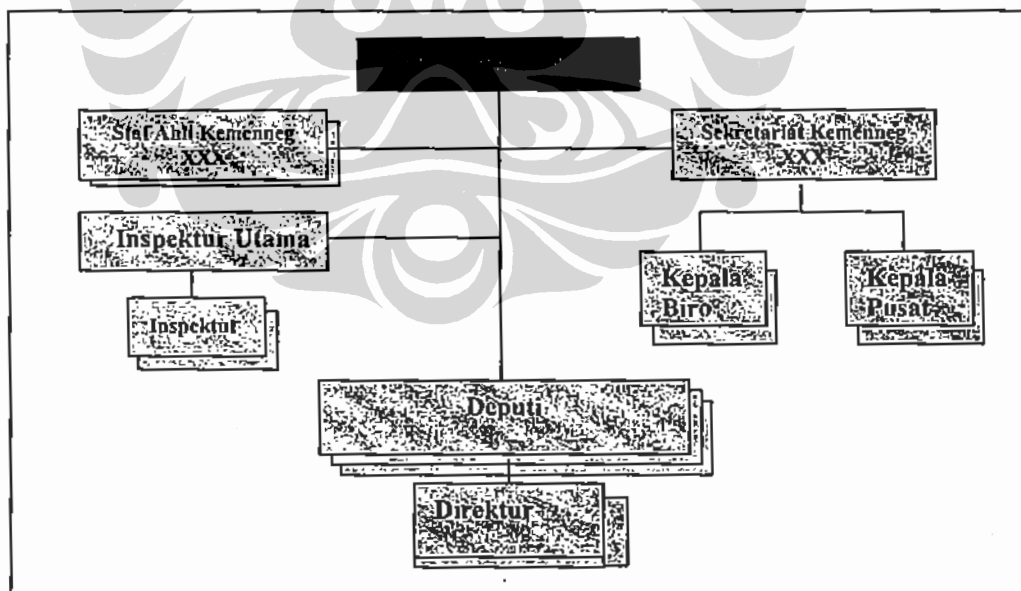 Staf Ahli Kemenneg
XXX
Sekretariat Kemenneg
XXX
Inspektur Utama
Inspektur
Kepala
Biro
Kepala
Pusat
Deputi
Direktur